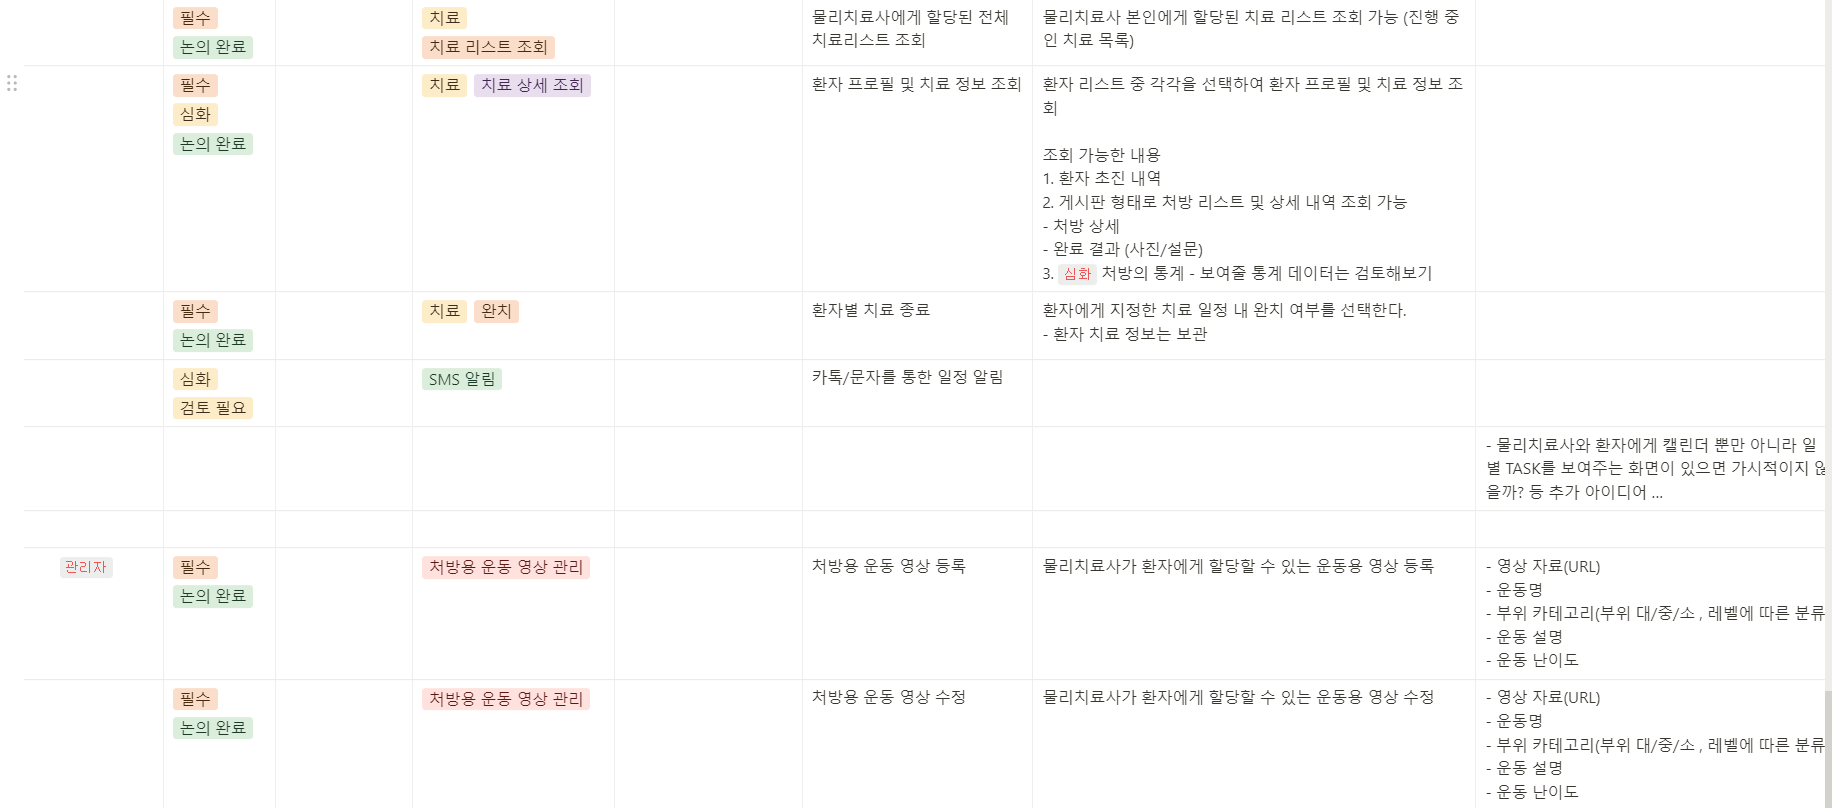 필수
논의 완료
치료
치료 리스트 조회
물리치료사에게 할당된 전체
치료리스트 조회
물리치료사 본인에게 할당된 치료 리스트 조회 가능 (진행 중
인 치료 목록)
필수
심화
논의 완료
치료 치료 상세 조회
환자 프로필 및 치료 정보 조회
환자 리스트 중 각각을 선택하여 환자 프로필 및 치료 정보 조
회
조회 가능한 내용
1. 환자 초진 내역
2. 게시판 형태로 처방 리스트 및 상세 내역 조회 가능
- 처방 상세
- 완료 결과 (사진/설문)
3. 심화 처방의 통계 - 보여줄 통계 데이터는 검토해보기
필수
논의 완료
치료 완치
환자별 치료 종료
환자에게 지정한 치료 일정 내 완치 여부를 선택한다.
- 환자 치료 정보는 보관
심화
검토 필요
SMS 알림
카톡/문자를 통한 일정 알림
- 물리치료사와 환자에게 캘린더 뿐만 아니라 일
별 TASK를 보여주는 화면이 있으면 가시적이지 않
을까? 등 추가 아이디어 ...
관리자
필수
논의 완료
처방용 운동 영상 관리
처방용 운동 영상 등록
물리치료사가 환자에게 할당할 수 있는 운동용 영상 등록
- 영상 자료(URL)
- 운동명
- 부위 카테고리(부위 대/중/소 , 레벨에 따른 분류
- 운동 설명
- 운동 난이도
필수
논의 완료
처방용 운동 영상 관리
처방용 운동 영상 수정
물리치료사가 환자에게 할당할 수 있는 운동용 영상 수정
- 영상 자료(URL)
- 운동명
- 부위 카테고리(부위 대/중/소 , 레벨에 따른 분류
- 운동 설명
- 운동 난이도